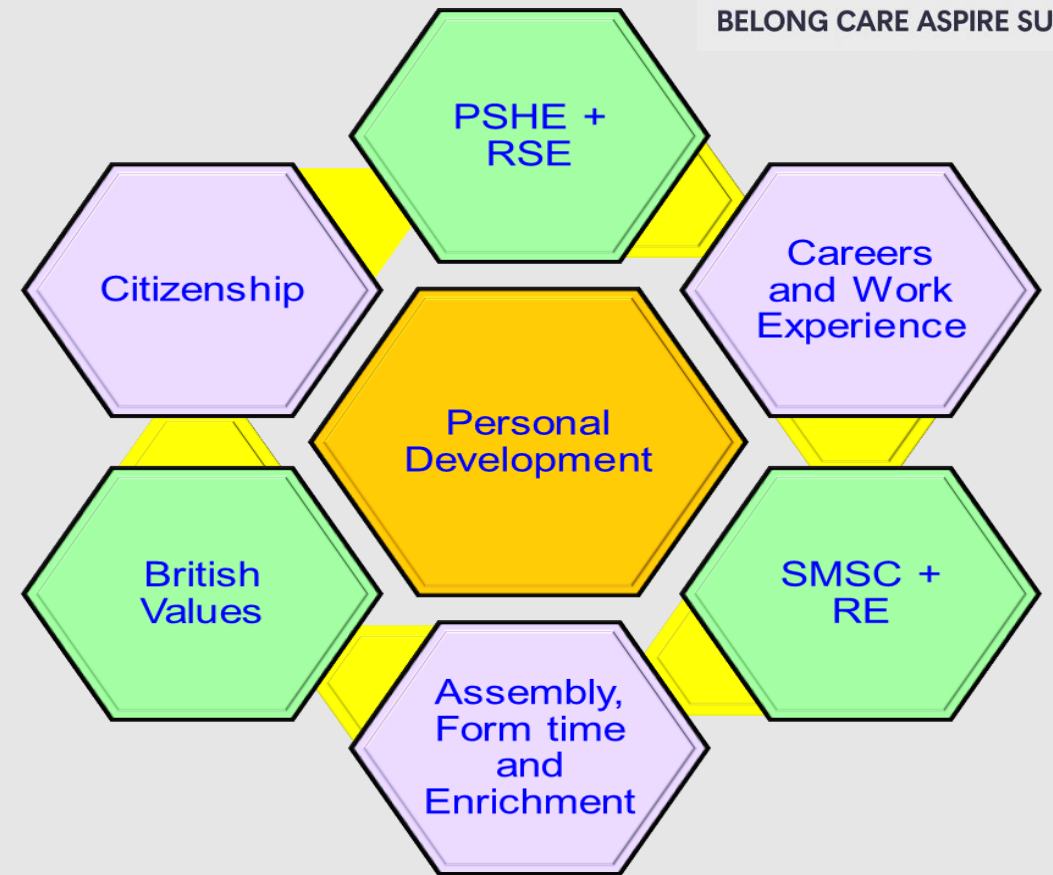 BELONG CARE ASPIRE SU
PSHE +
RSE
Careers
and Work
Experience
Citizenship
Personal
Development
British
Values
SMSC +
RE
Assembly,
Form time
and
Enrichment